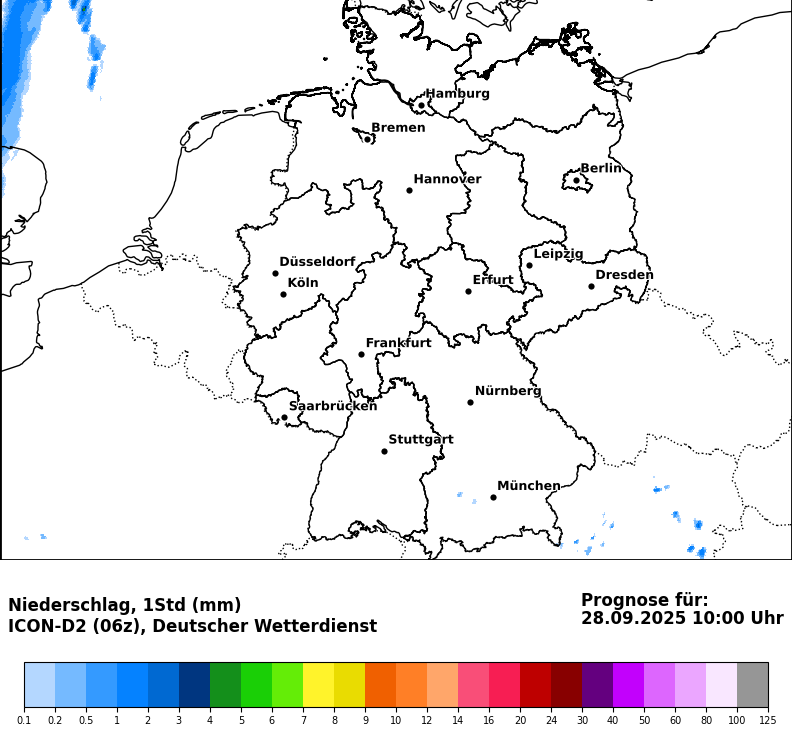 Hamburg
Bremen
Berlin
Hannover
Leipzig
Düsseldorf
Dresden
Köln
Erfurt
Frankfurt
Nürnberg
Saarbrücken
Stuttgart
München
Niederschlag, 1Std (mm)
ICON-D2 (06z), Deutscher Wetterdienst
Prognose für:
28.09.2025 10:00 Uhr
0.1 0.2 0.5 1 2 3 4 5 6 7 8 9 10 12 14 16 20 24 30 40 50 60 80 100 125